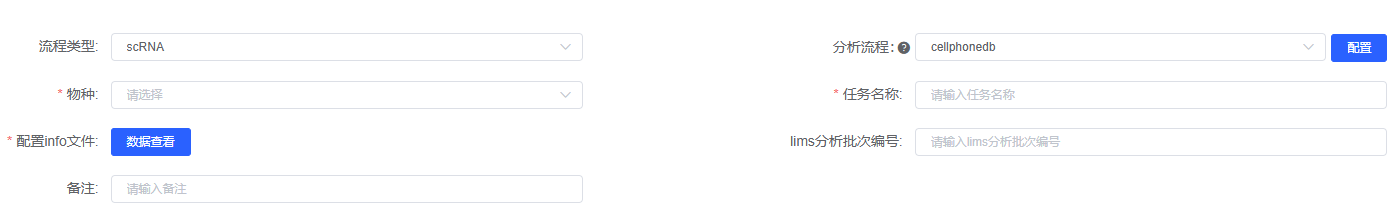 流程类型: scRNA
分析流程: ? cellphonedb 配置
* 物种: 请选择
* 任务名称: 请输入任务名称
* 配置info文件: 数据查看
lims分析批次编号: 请输入lims分析批次编号
备注: 请输入备注